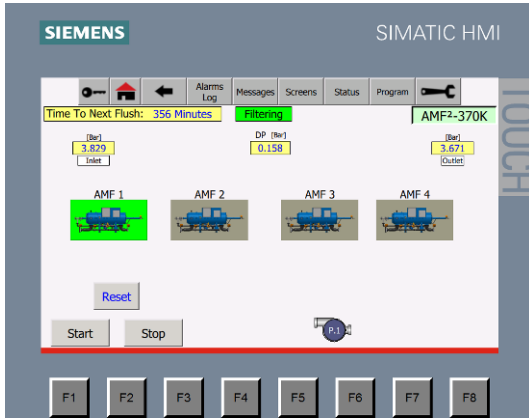 SIEMENS
SIMATIC HMI
TOUCH
Alarms Log
Messages
Screens
Status
Program
Time To Next Flush: 356 Minutes
Filtering
AMF²-370K
[Bar]
3.829
Inlet
DP [Bar]
0.158
[Bar]
3.671
Outlet
AMF 1
AMF 2
AMF 3
AMF 4
Reset
Start
Stop
P.1
F1
F2
F3
F4
F5
F6
F7
F8